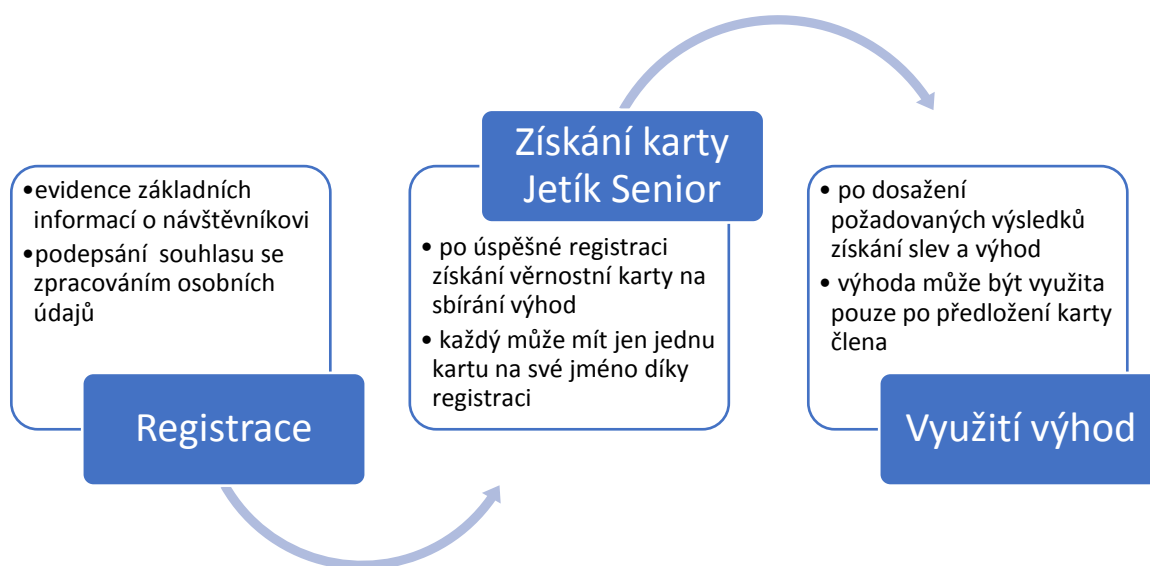 •evidence základních
informací o návštěvníkovi
•podepsání souhlasu se
zpracováním osobních
údajů
Registrace
Získání karty
Jetík Senior
• po úspěšné registraci
získání věrnostní karty na
sbírání výhod
• každý může mít jen jednu
kartu na své jméno díky
registraci
• po dosažení
požadovaných výsledků
získání slev a výhod
• výhoda může být využita
pouze po předložení karty
člena
Využití výhod